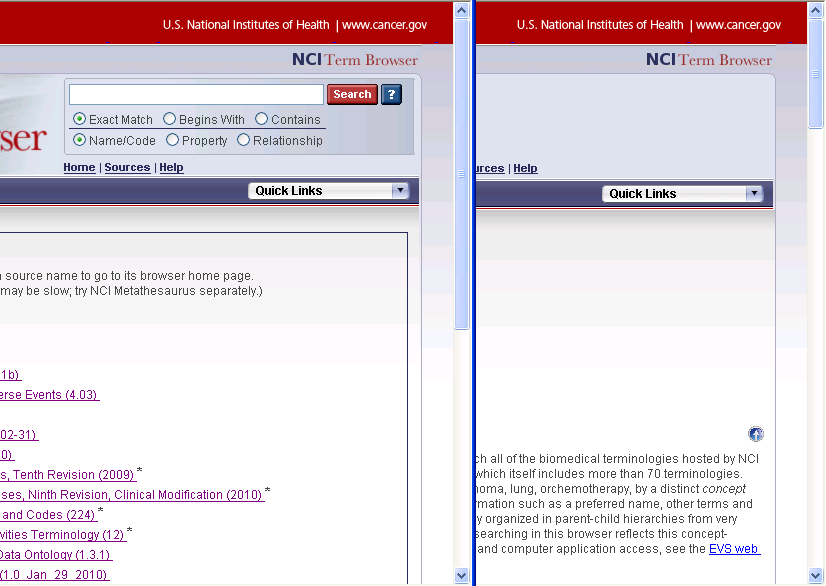 U.S. National Institutes of Health | www.cancer.gov
NCI Term Browser
ser
Search ?
Exact Match Begins With Contains
Name/Code Property Relationship
Home | Sources | Help
Quick Links
source name to go to its browser home page.
may be slow; try NCI Metathesaurus separately.)
1b)
erse Events (4.03)
02-31)
0)
s, Tenth Revision (2009) *
ses, Ninth Revision, Clinical Modification (2010) *
and Codes (224) *
vities Terminology (12) *
Data Ontology (1.3.1)
(1.0_Jan_29_2010)
U.S. National Institutes of Health | www.cancer.gov
NCI Term Browser
urces | Help
Quick Links
ch all of the biomedical terminologies hosted by NCI
which itself includes more than 70 terminologies.
noma, lung, orchemotherapy, by a distinct concept
rmation such as a preferred name, other terms and
y organized in parent-child hierarchies from very
searching in this browser reflects this concept-
and computer application access, see the EVS web